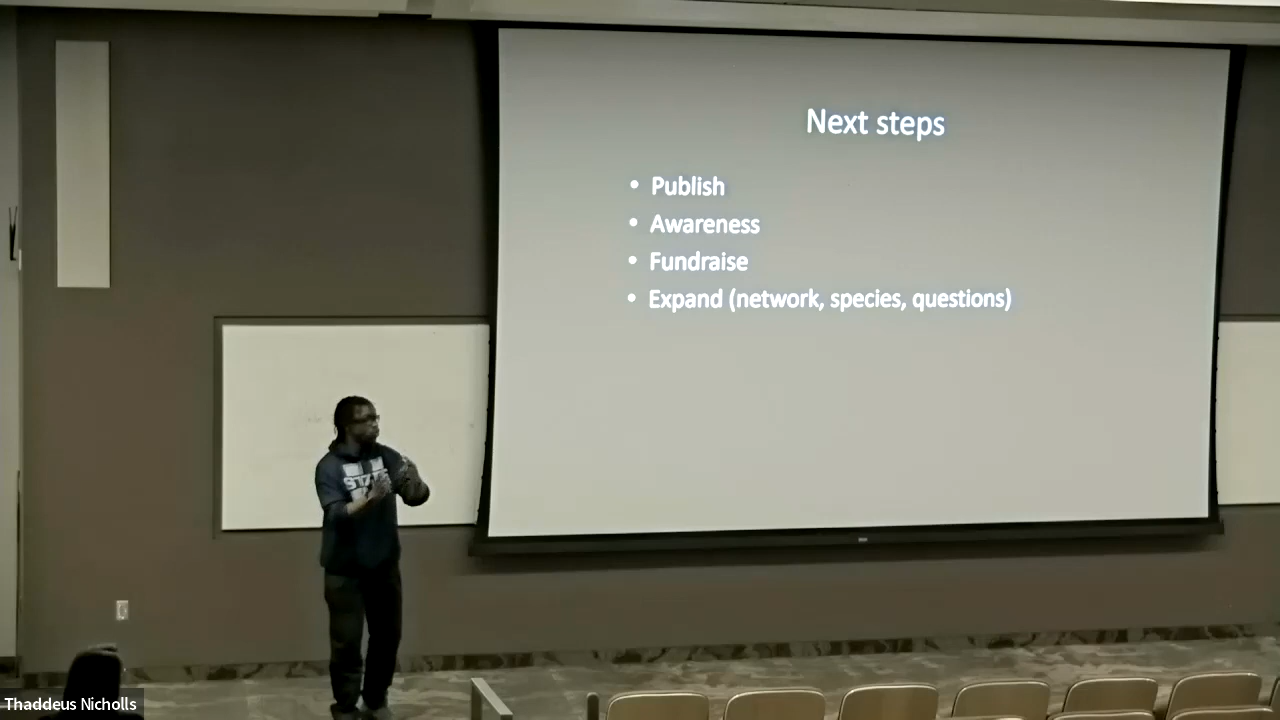 Next steps
• Publish
• Awareness
• Fundraise
• Expand (network, species, questions)
Thaddeus Nicholls